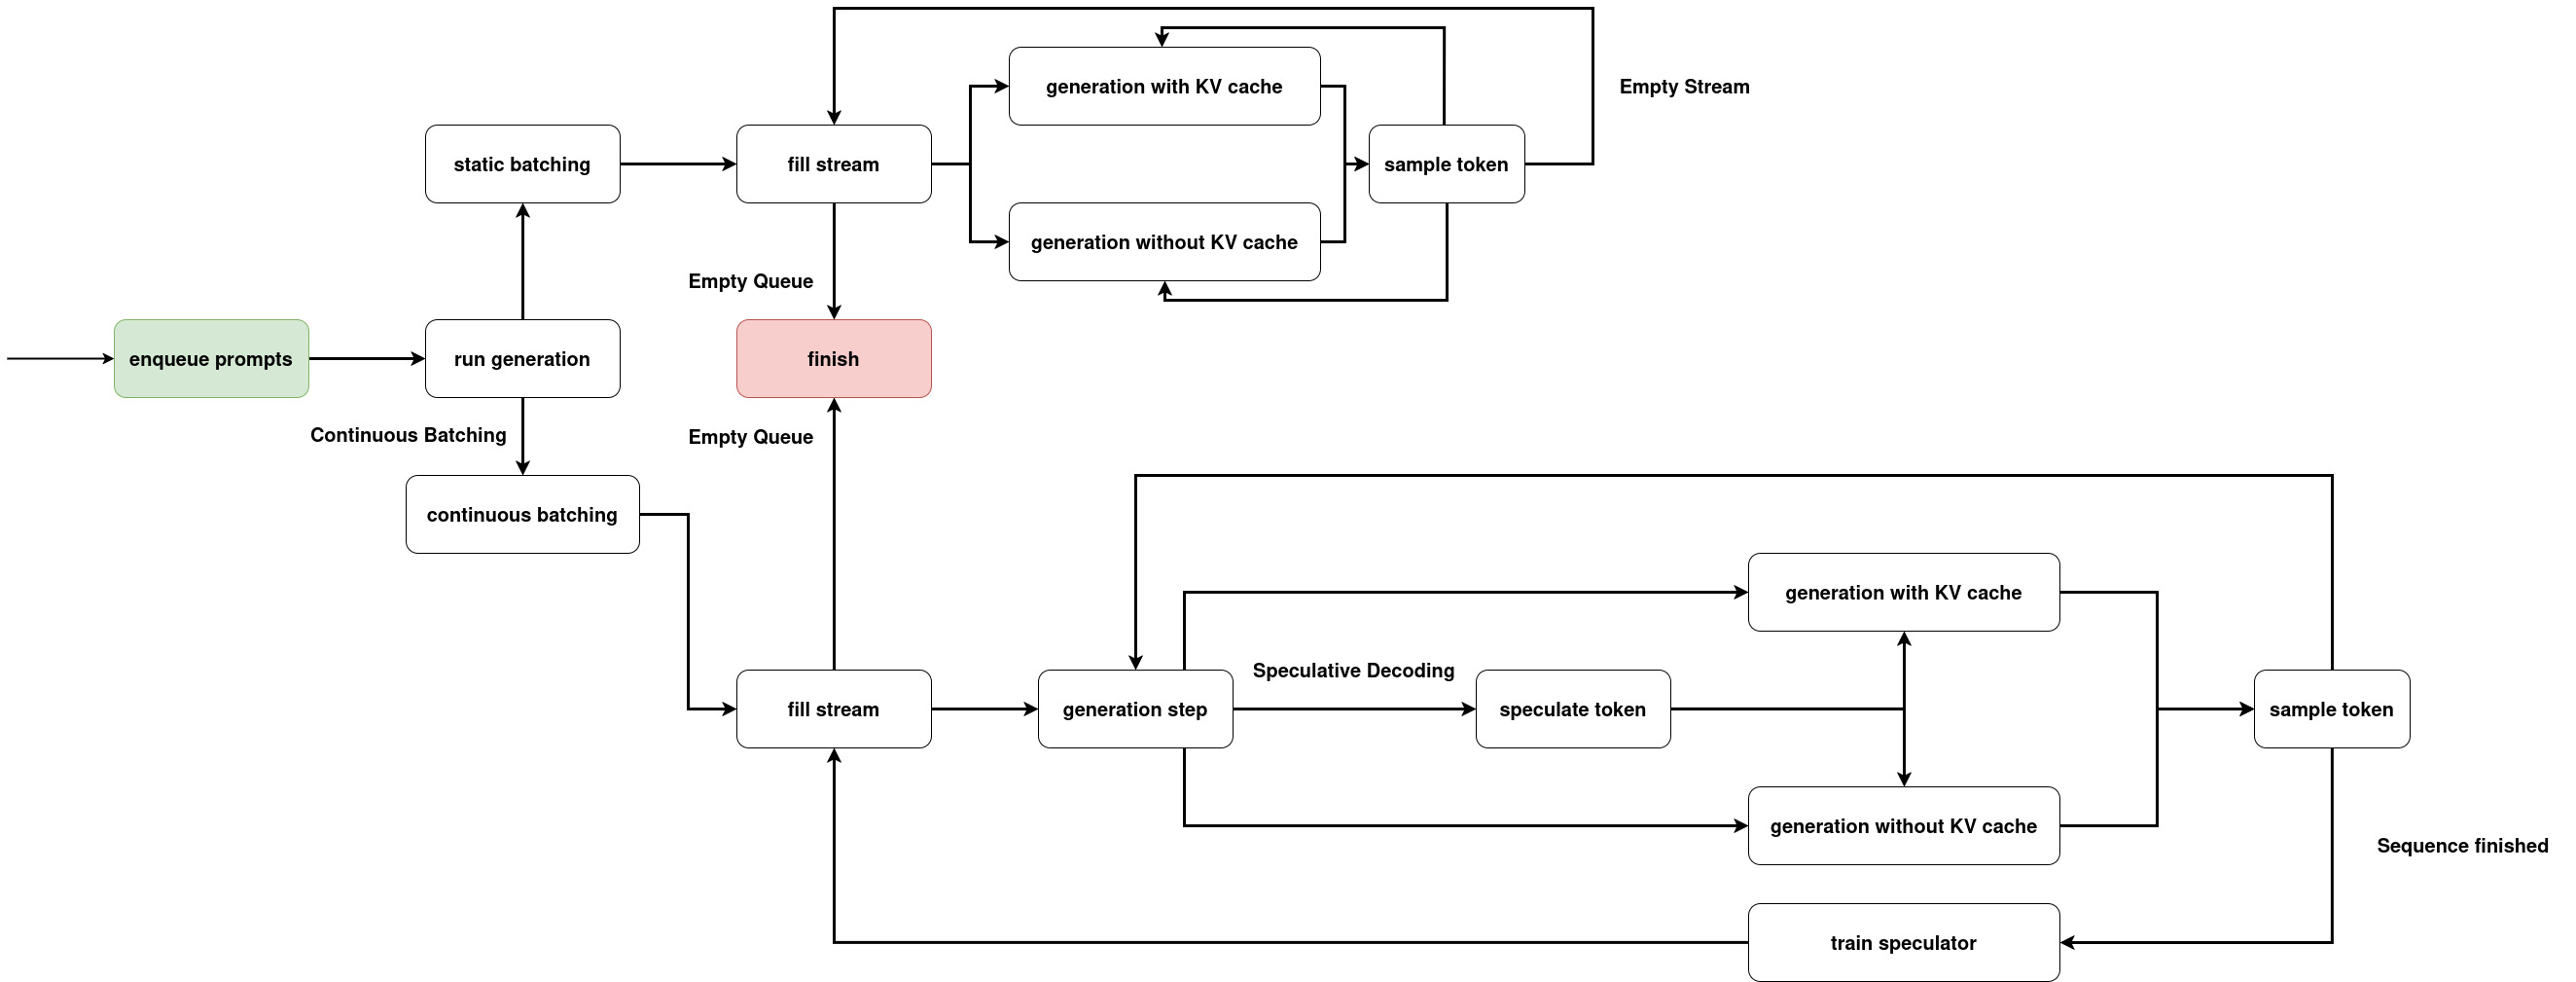 generation with KV cache
Empty Stream
static batching
fill stream
sample token
generation without KV cache
Empty Queue
enqueue prompts
run generation
finish
Continuous Batching
Empty Queue
continuous batching
generation with KV cache
Speculative Decoding
fill stream
generation step
speculate token
sample token
generation without KV cache
Sequence finished
train speculator